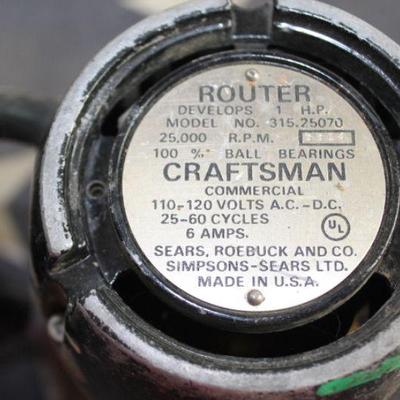 ROUTER
DEVELOPS 1 H.P.
MODEL NO. 315.25070
25,000 R.P.M.
100 % BALL BEARINGS
CRAFTSMAN
COMMERCIAL
110-120 VOLTS A.C.-D.C.
25-60 CYCLES
6 AMPS.
UL
SEARS, ROEBUCK AND CO.
SIMPSONS-SEARS LTD.
MADE IN U.S.A.